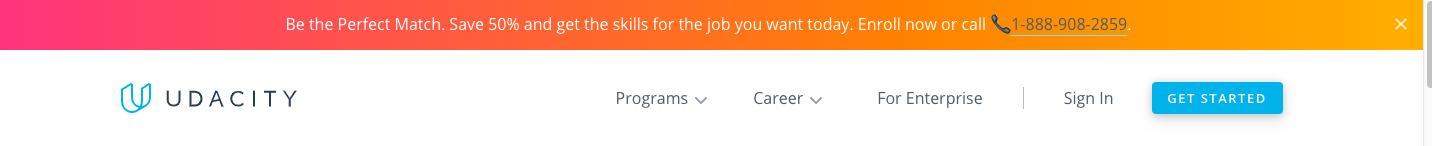 Be the Perfect Match. Save 50% and get the skills for the job you want today. Enroll now or call 1-888-908-2859.
UDACITY Programs Career For Enterprise Sign In GET STARTED